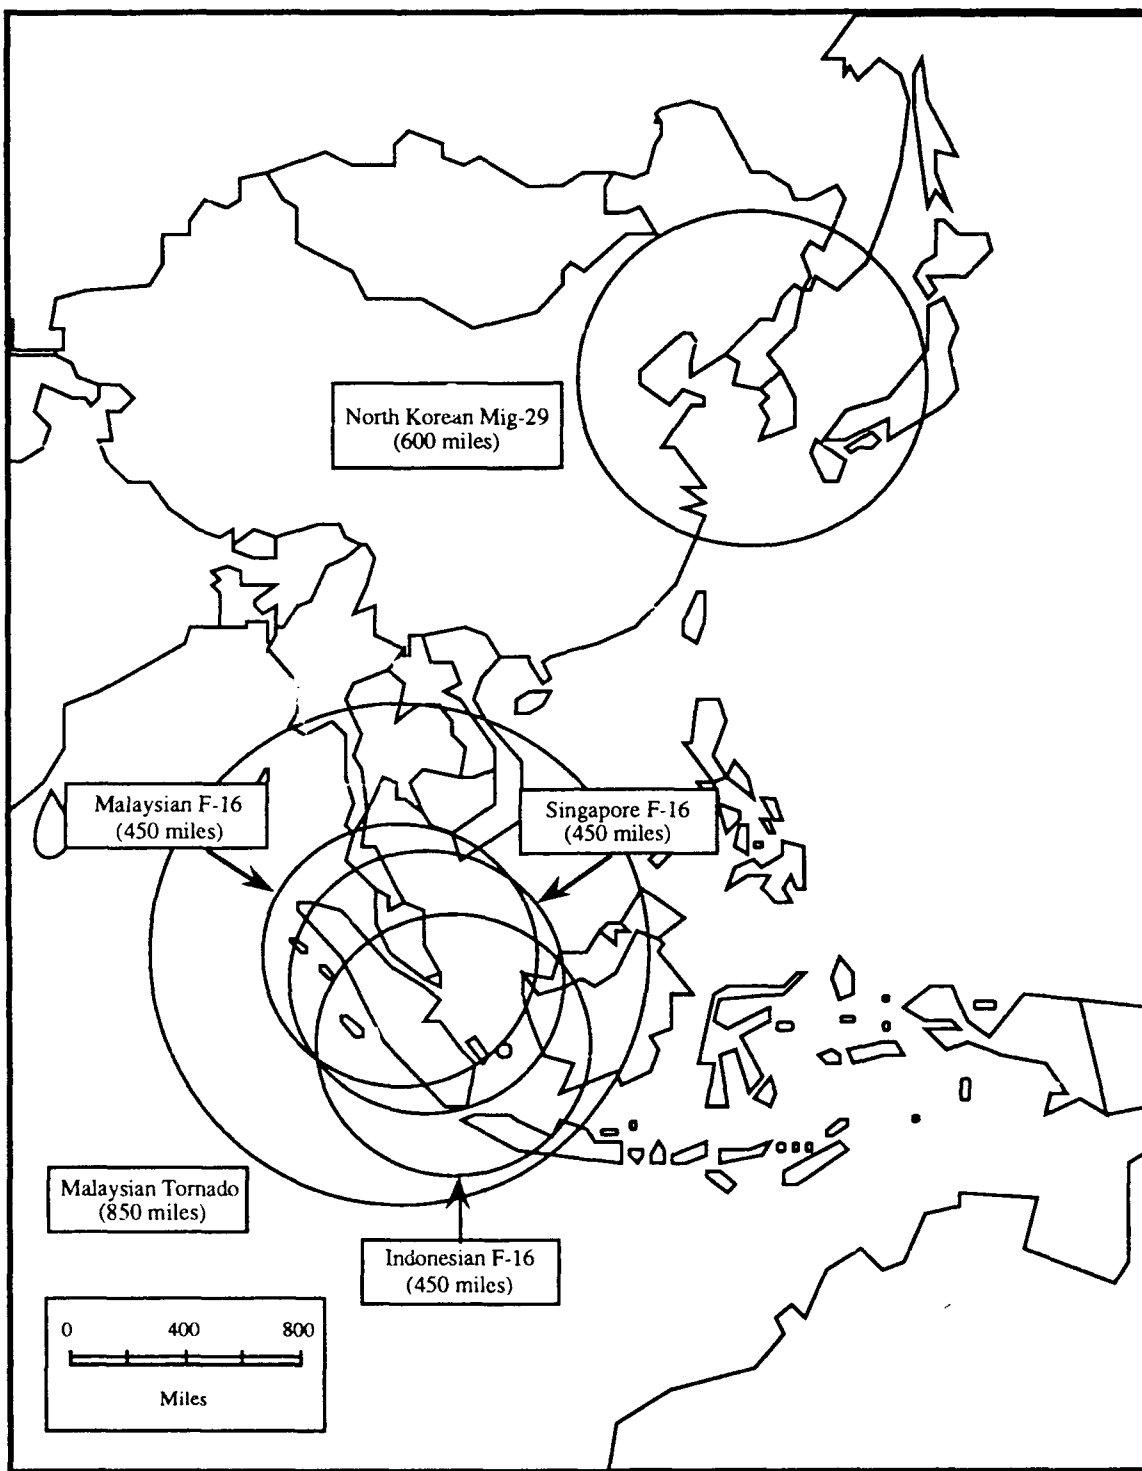 North Korean Mig-29
(600 miles)
Malaysian F-16
(450 miles)
Singapore F-16
(450 miles)
Malaysian Tornado
(850 miles)
Indonesian F-16
(450 miles)
0 400 800
Miles